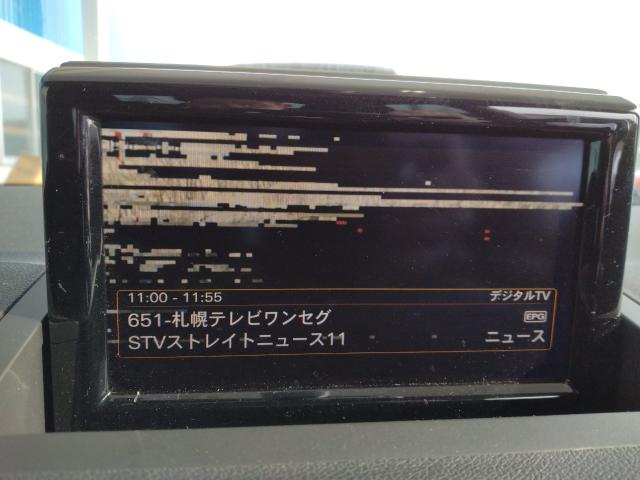 11:00 - 11:55 デジタルTV
651-札幌テレビワンセグ EPG
STVストレイトニュース11 ニュース